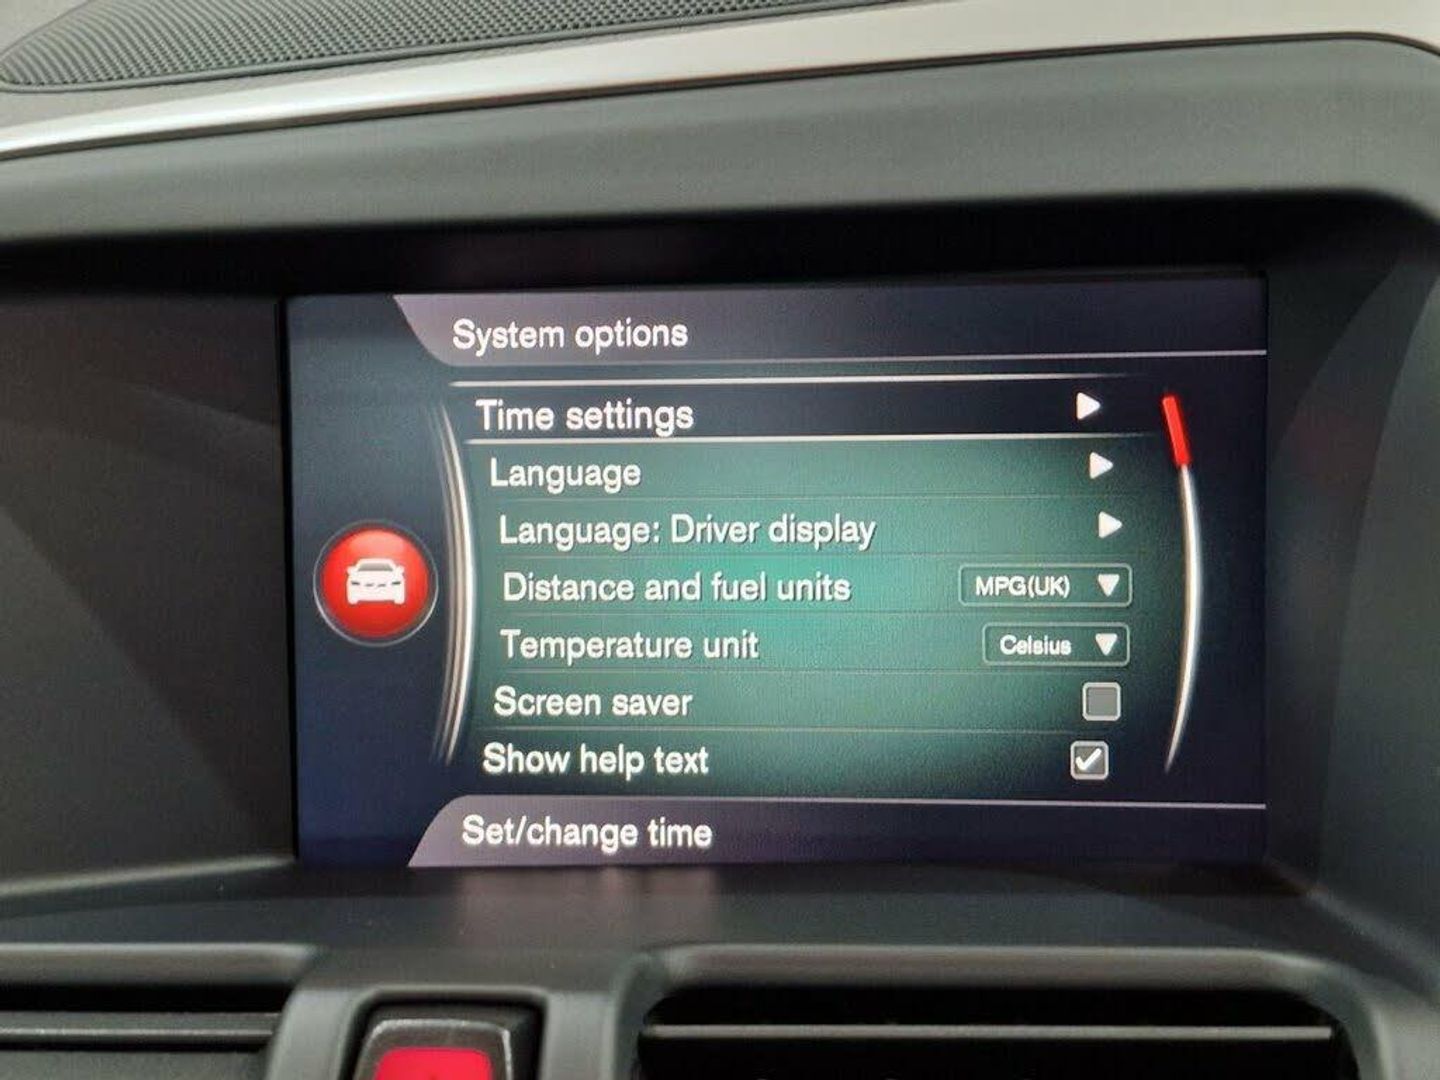 System options
Time settings
Language
Language: Driver display
Distance and fuel units MPG(UK)
Temperature unit Celsius
Screen saver
Show help text
Set/change time